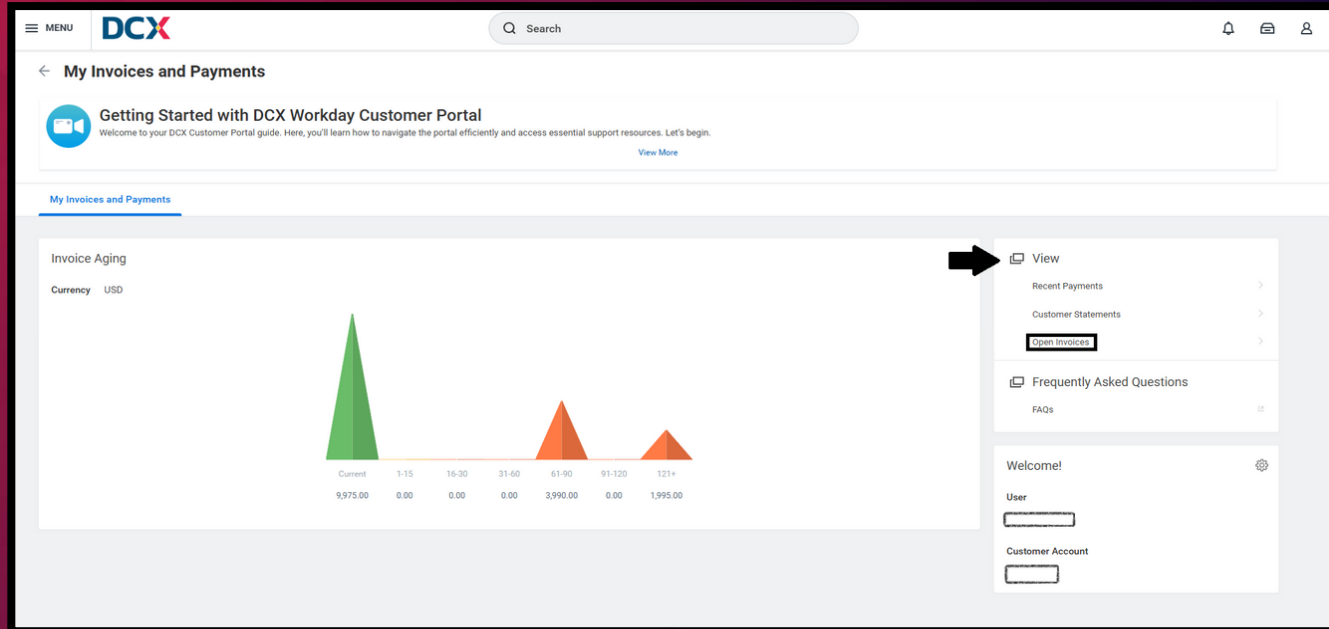 MENU
DCX
Search
My Invoices and Payments
Getting Started with DCX Workday Customer Portal
Welcome to your DCX Customer Portal guide. Here, you'll learn how to navigate the portal efficiently and access essential support resources. Let's begin.
View More
My Invoices and Payments
Invoice Aging
Currency USD
Current 1-15 16-30 31-60 61-90 91-120 121+
9,975.00 0.00 0.00 0.00 3,990.00 0.00 1,995.00
View
Recent Payments
Customer Statements
Open Invoices
Frequently Asked Questions
FAQs
Welcome!
User
Customer Account